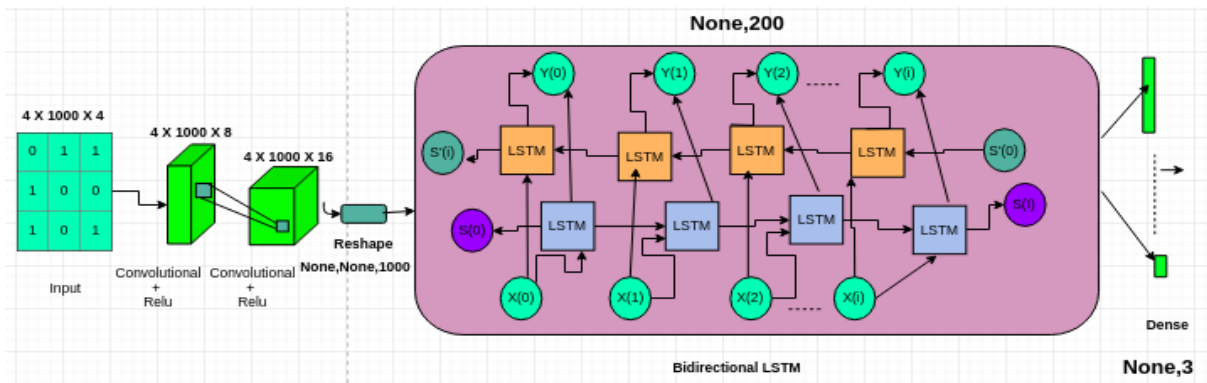 None,200
4 X 1000 X 4
4 X 1000 X 8
4 X 1000 X 16
0 1 1
1 0 0
1 0 1
Input
Convolutional
+
Relu
Convolutional
+
Relu
Reshape
None,None,1000
Y(0) Y(1) Y(2) Y(i)
S'(i) LSTM LSTM LSTM LSTM S'(0)
S(0) LSTM LSTM LSTM LSTM S(i)
X(0) X(1) X(2) X(i)
Bidirectional LSTM
Dense
None,3